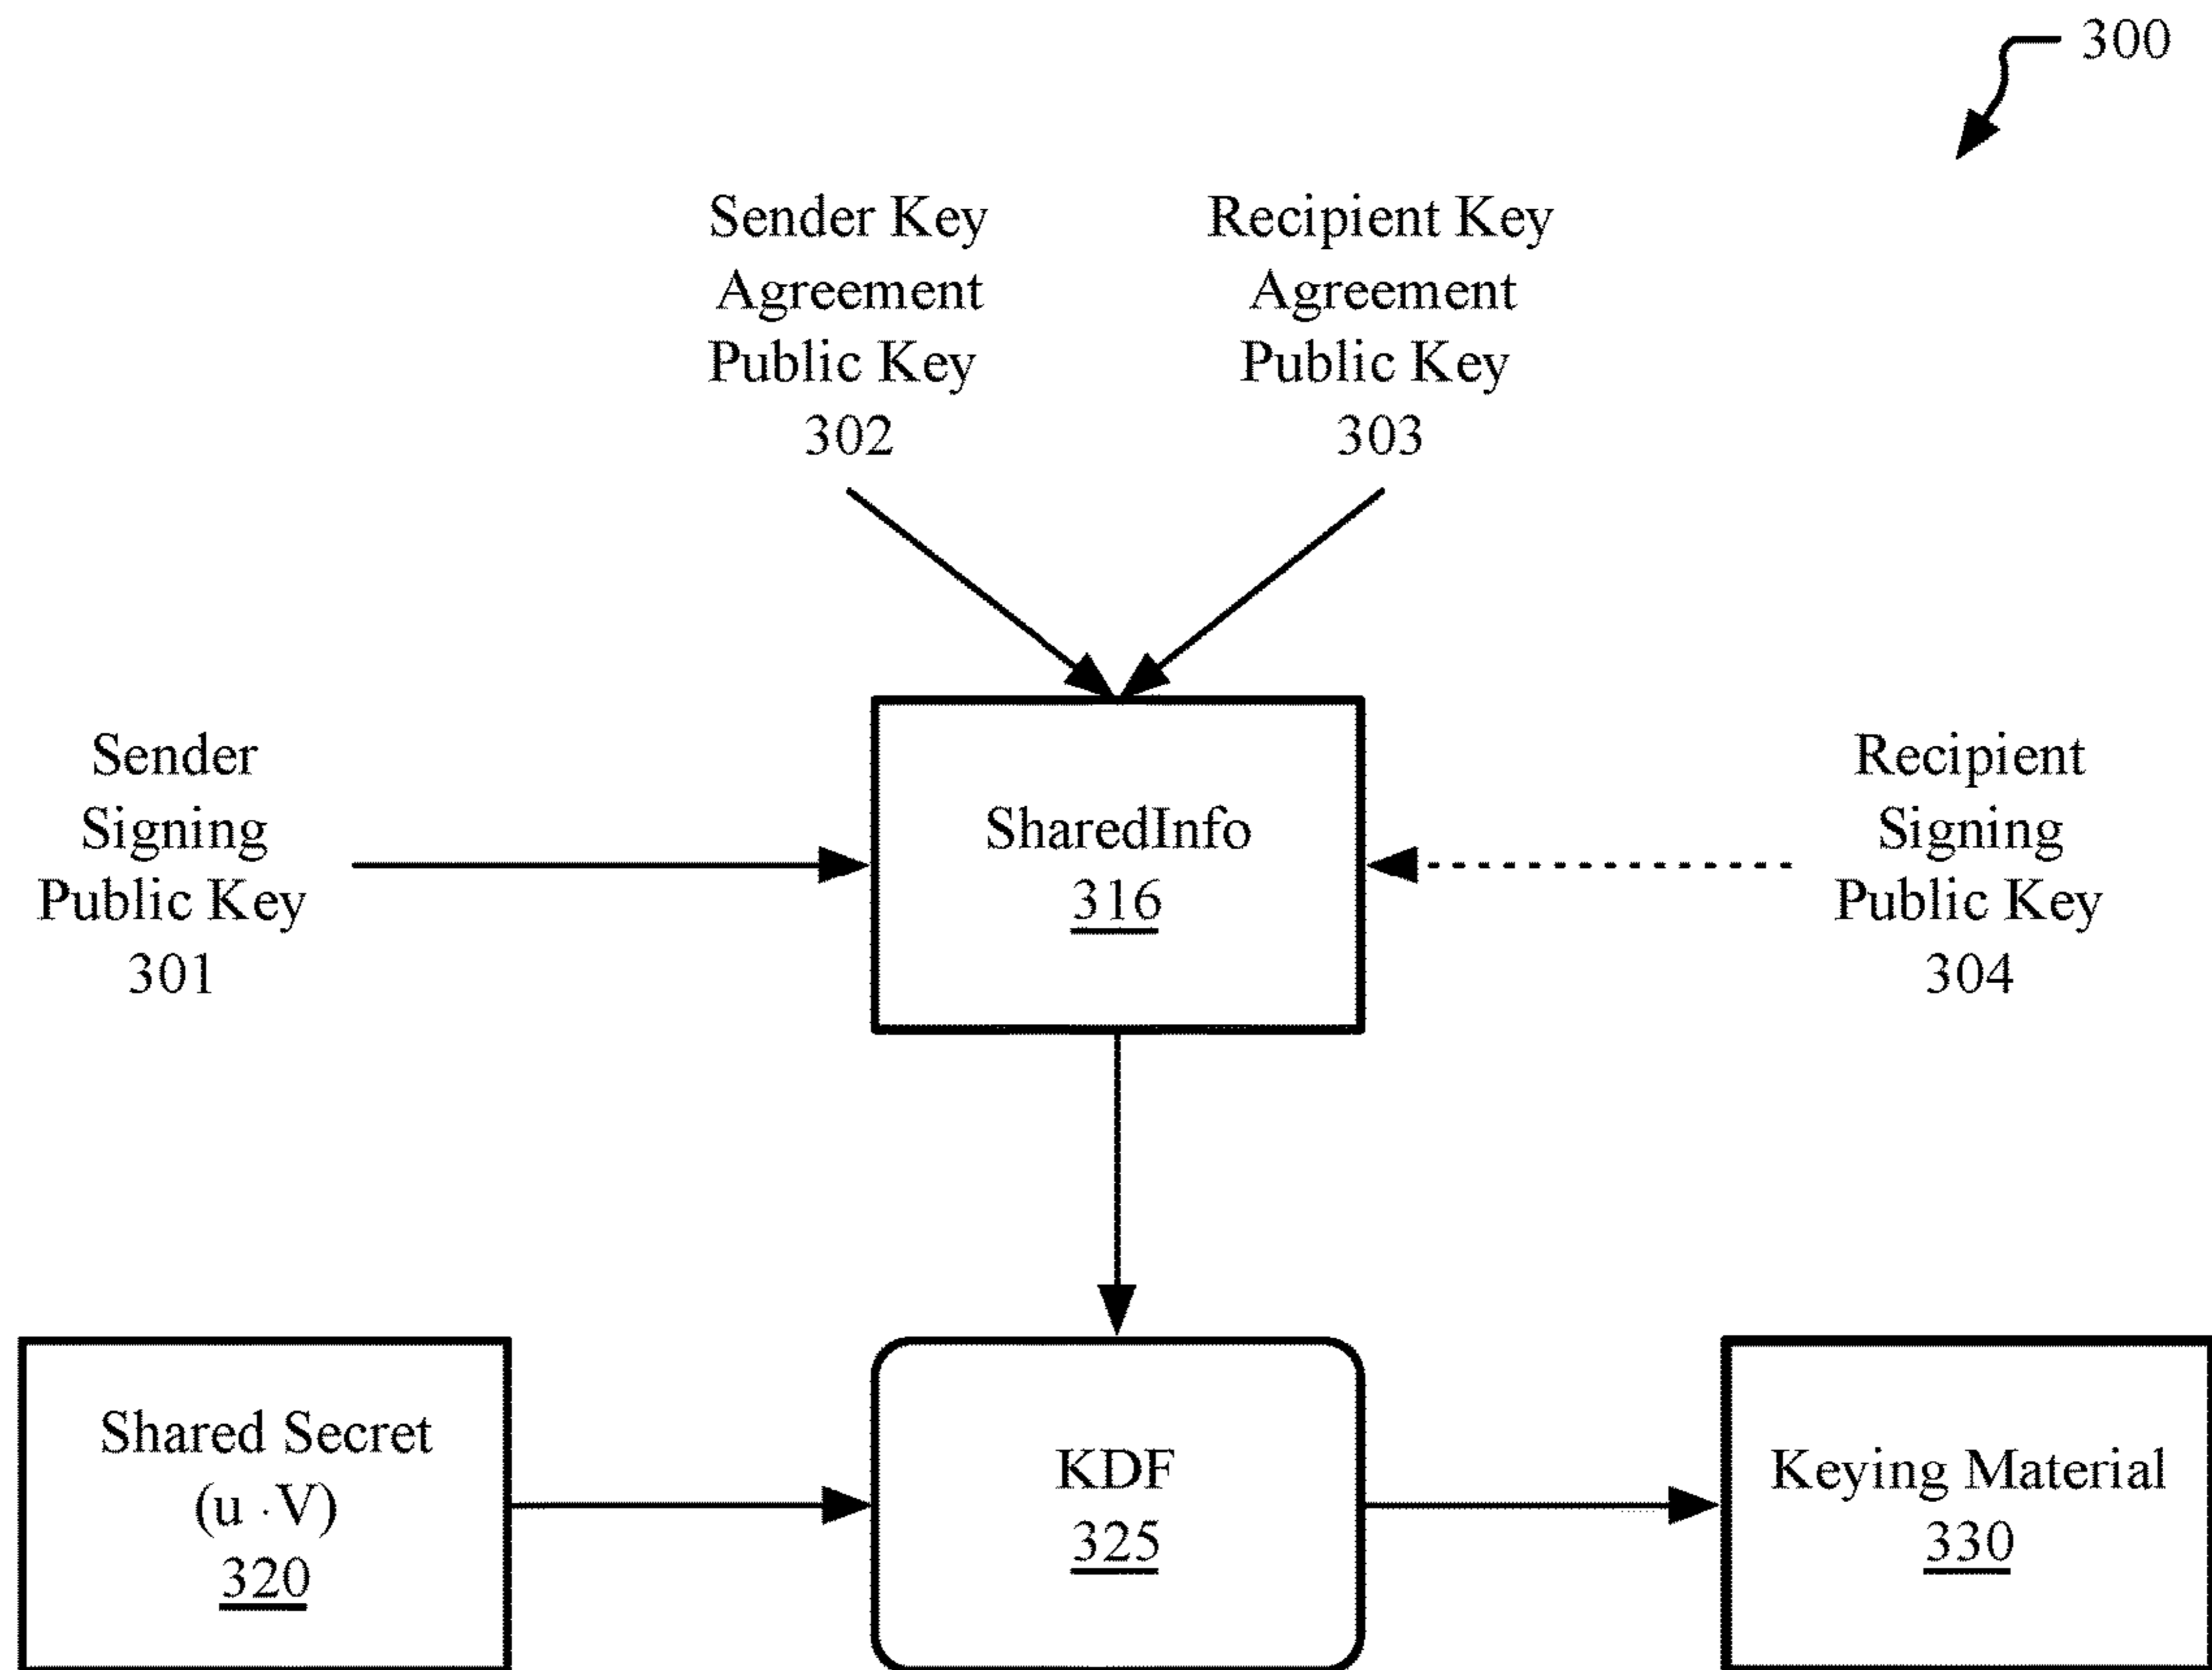 300
Sender Key
Agreement
Public Key
302
Recipient Key
Agreement
Public Key
303
Sender
Signing
Public Key
301
SharedInfo
316
Recipient
Signing
Public Key
304
Shared Secret
(u · V)
320
KDF
325
Keying Material
330